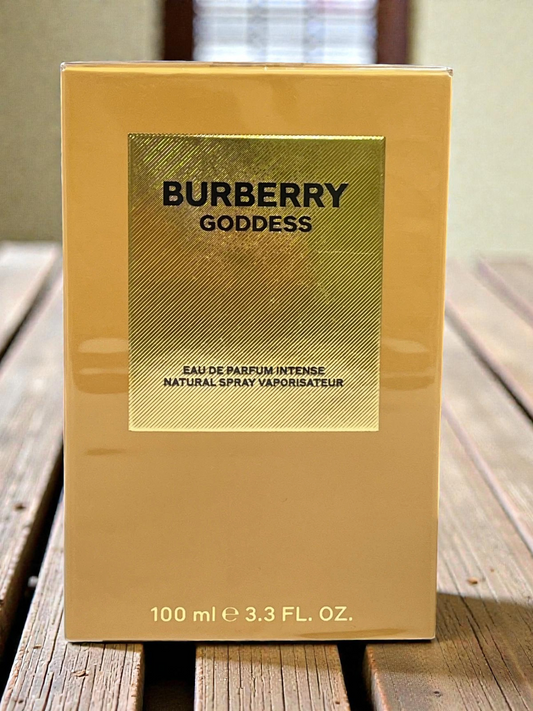 BURBERRY
GODDESS
EAU DE PARFUM INTENSE
NATURAL SPRAY VAPORISATEUR
100 ml ℮ 3.3 FL. OZ.